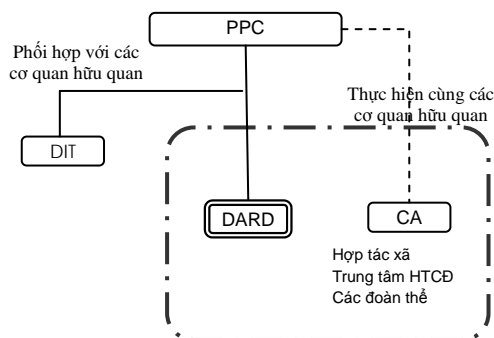 PPC
Phối hợp với các
cơ quan hữu quan
Thực hiện cùng các
cơ quan hữu quan
DIT
DARD
CA
Hợp tác xã
Trung tâm HTCĐ
Các đoàn thể